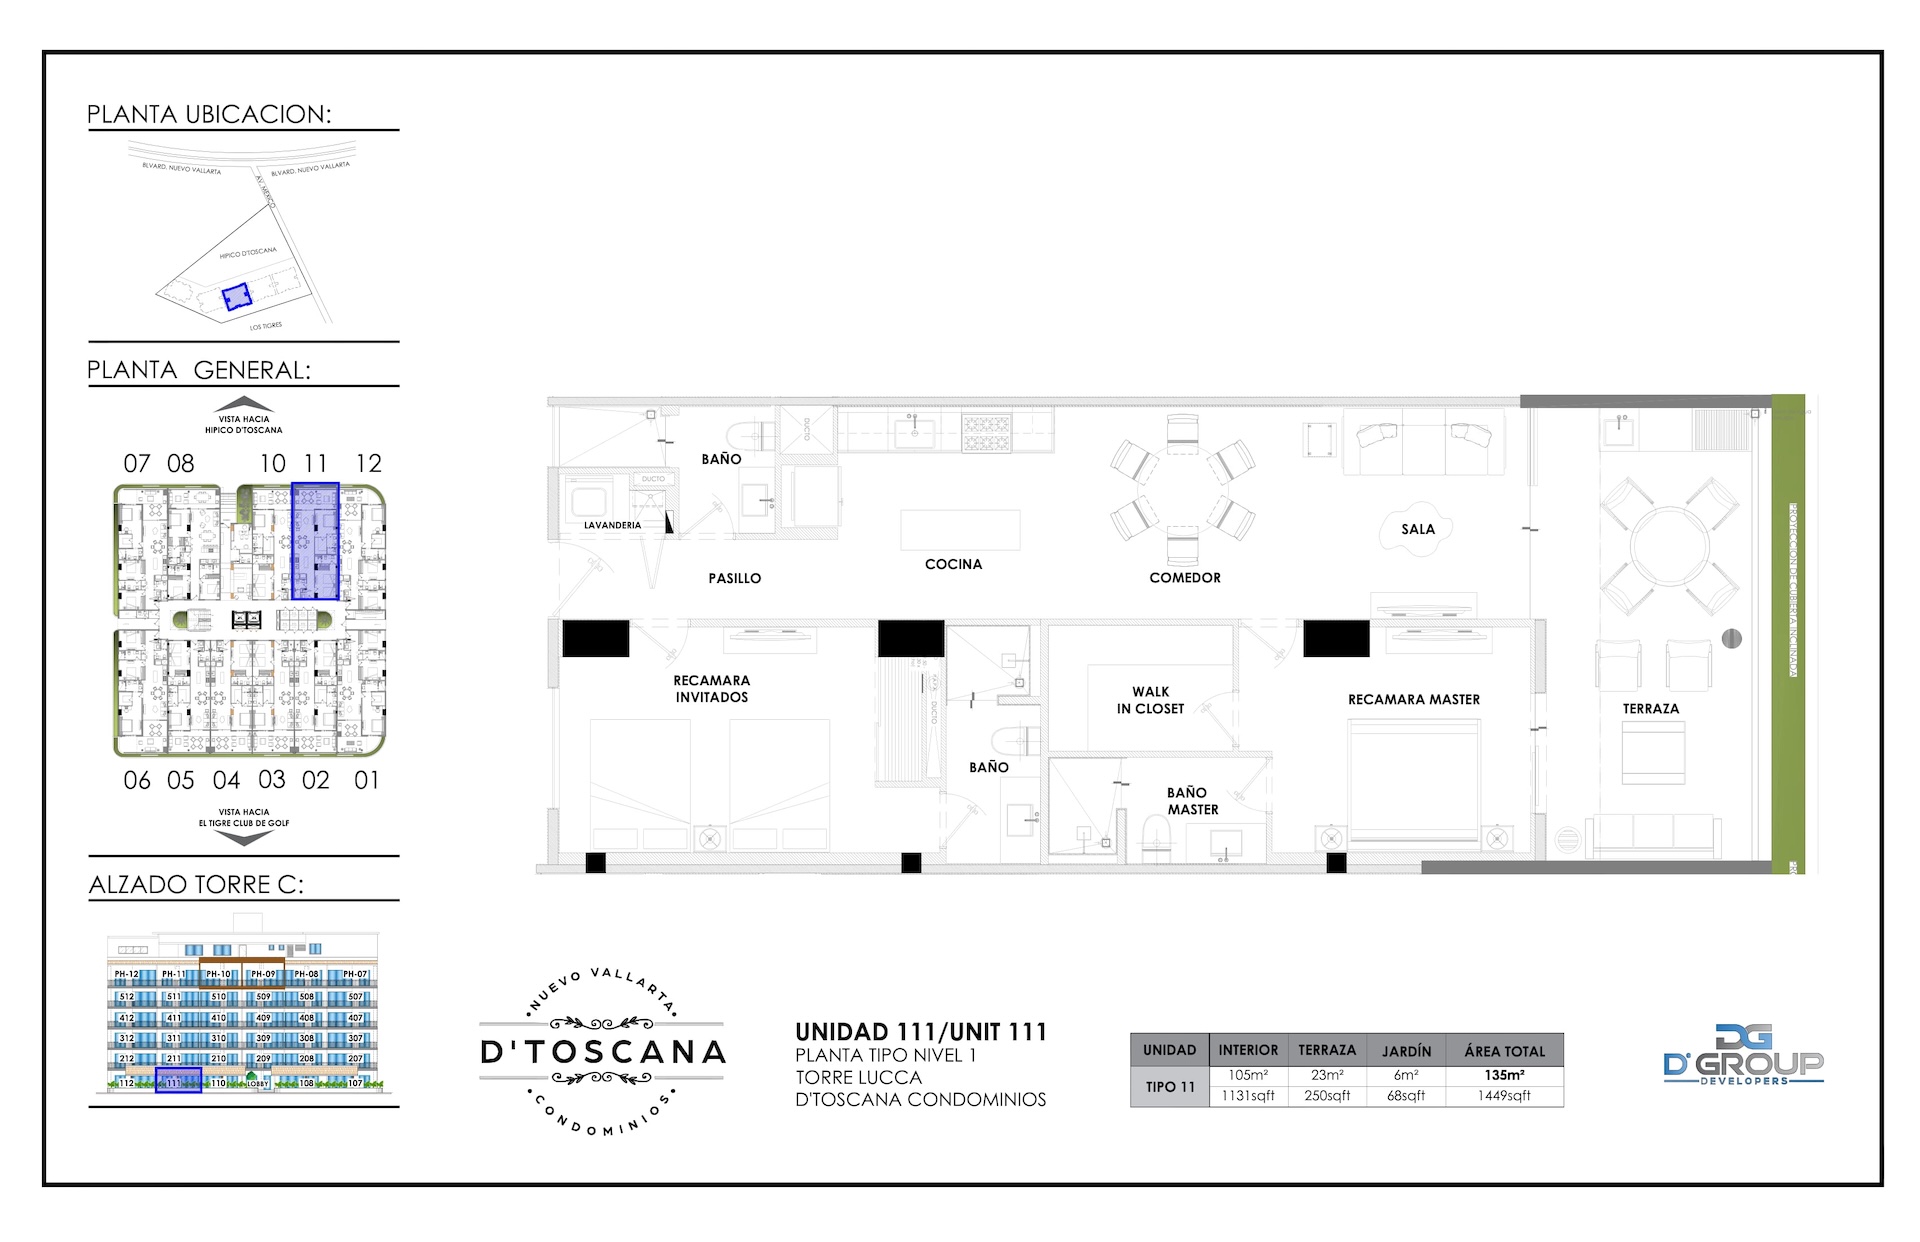 PLANTA UBICACION:
BLVARD. NUEVO VALLARTA
BLVARD. NUEVO VALLARTA
AV. MEXICO
HIPICO D'TOSCANA
LOS TIGRES
PLANTA GENERAL:
VISTA HACIA
HIPICO D'TOSCANA
07 08 10 11 12
06 05 04 03 02 01
VISTA HACIA
EL TIGRE CLUB DE GOLF
ALZADO TORRE C:
PH-12 PH-11 PH-10 PH-09 PH-08 PH-07
512 511 510 509 508 507
412 411 410 409 408 407
312 311 310 309 308 307
212 211 210 209 208 207
112 111 110 LOBBY 108 107
BAÑO
DUCTO
DUCTO
LAVANDERIA
PASILLO
COCINA
COMEDOR
SALA
RECAMARA
INVITADOS
DUCTO
BAÑO
WALK
IN CLOSET
BAÑO
MASTER
RECAMARA MASTER
TERRAZA
PROYECCION DE CUBIERTA INCLINADA
NUEVO VALLARTA
D'TOSCANA
CONDOMINIOS
UNIDAD 111/UNIT 111
PLANTA TIPO NIVEL 1
TORRE LUCCA
D'TOSCANA CONDOMINIOS
UNIDAD INTERIOR TERRAZA JARDÍN ÁREA TOTAL
TIPO 11 105m² 23m² 6m² 135m²
1131sqft 250sqft 68sqft 1449sqft
DG
D'GROUP
DEVELOPERS